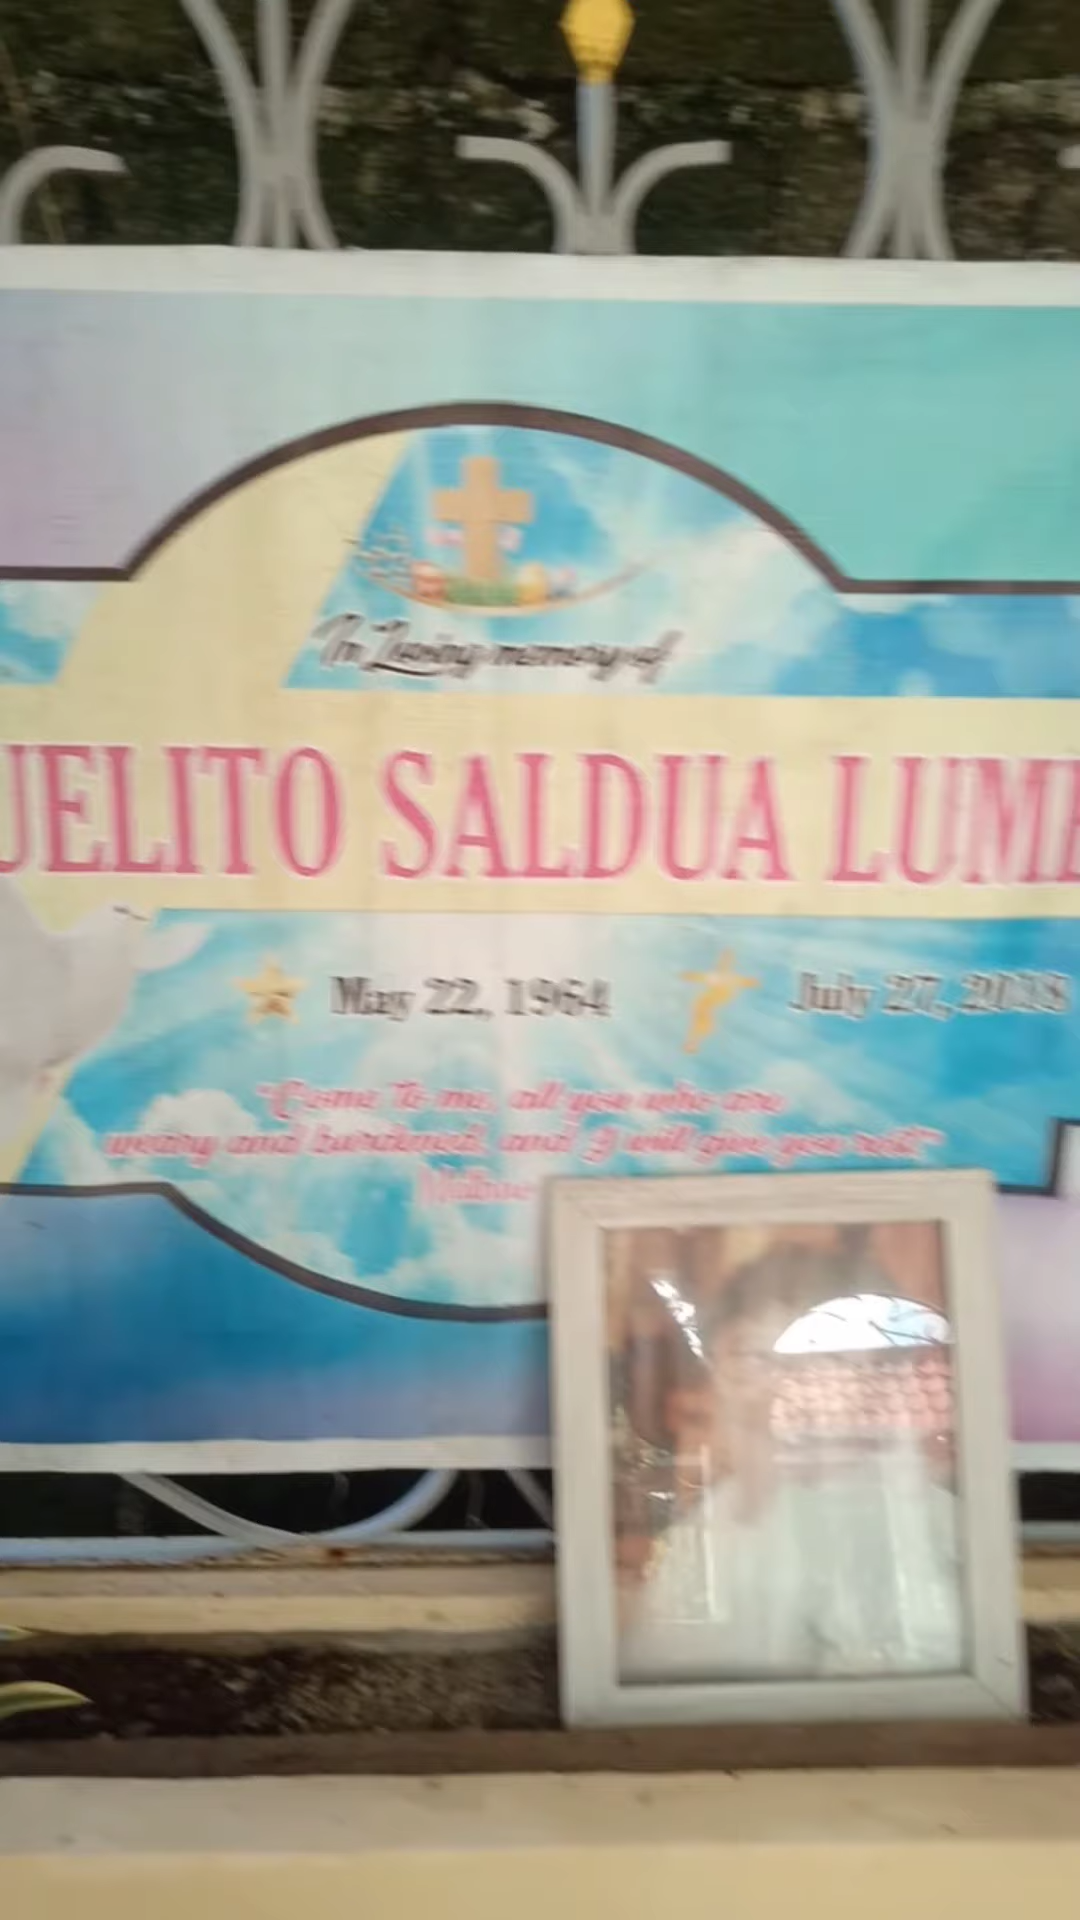 In Loving memory of
UELITO SALDUA LUM
May 22, 1964 July 27,
"Come To me, all you who are
weary and burdened, and I will give you rest"